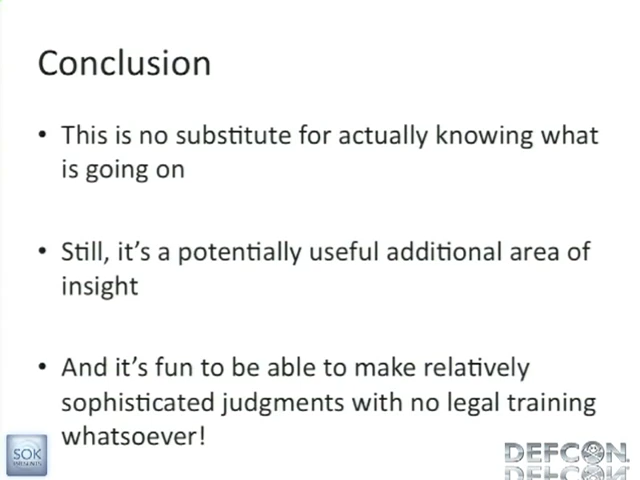 Conclusion
• This is no substitute for actually knowing what
is going on
• Still, it's a potentially useful additional area of
insight
• And it's fun to be able to make relatively
sophisticated judgments with no legal training
whatsoever!
SOK
DEFCON